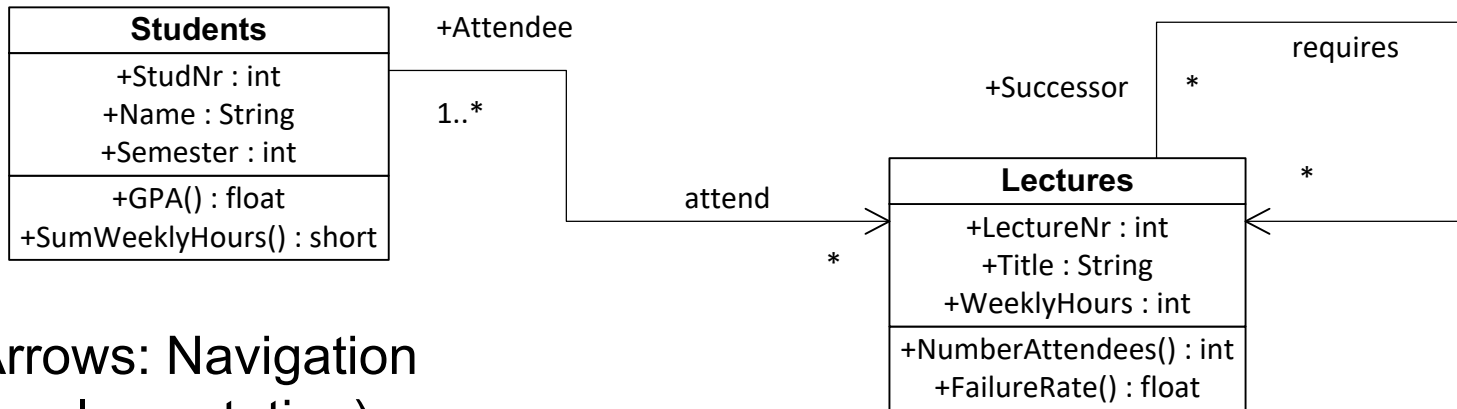 Students
+StudNr : int
+Name : String
+Semester : int
+GPA() : float
+SumWeeklyHours() : short
+Attendee
1..*
attend
*
+Successor
*
requires
*
Lectures
+LectureNr : int
+Title : String
+WeeklyHours : int
+NumberAttendees() : int
+FailureRate() : float
Arrows: Navigation